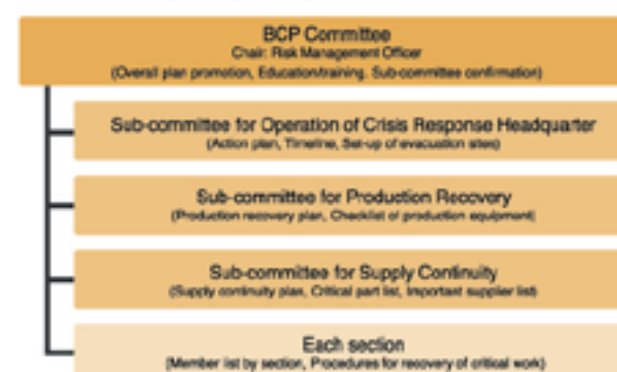 BCP Committee
Chair: Risk Management Officer
(Overall plan promotion, Education/training, Sub-committee confirmation)
Sub-committee for Operation of Crisis Response Headquarter
(Action plan, Timeline, Set-up of evacuation sites)
Sub-committee for Production Recovery
(Production recovery plan, Checklist of production equipment)
Sub-committee for Supply Continuity
(Supply continuity plan, Critical part list, Important supplier list)
Each section
(Member list by section, Procedures for recovery of critical work)